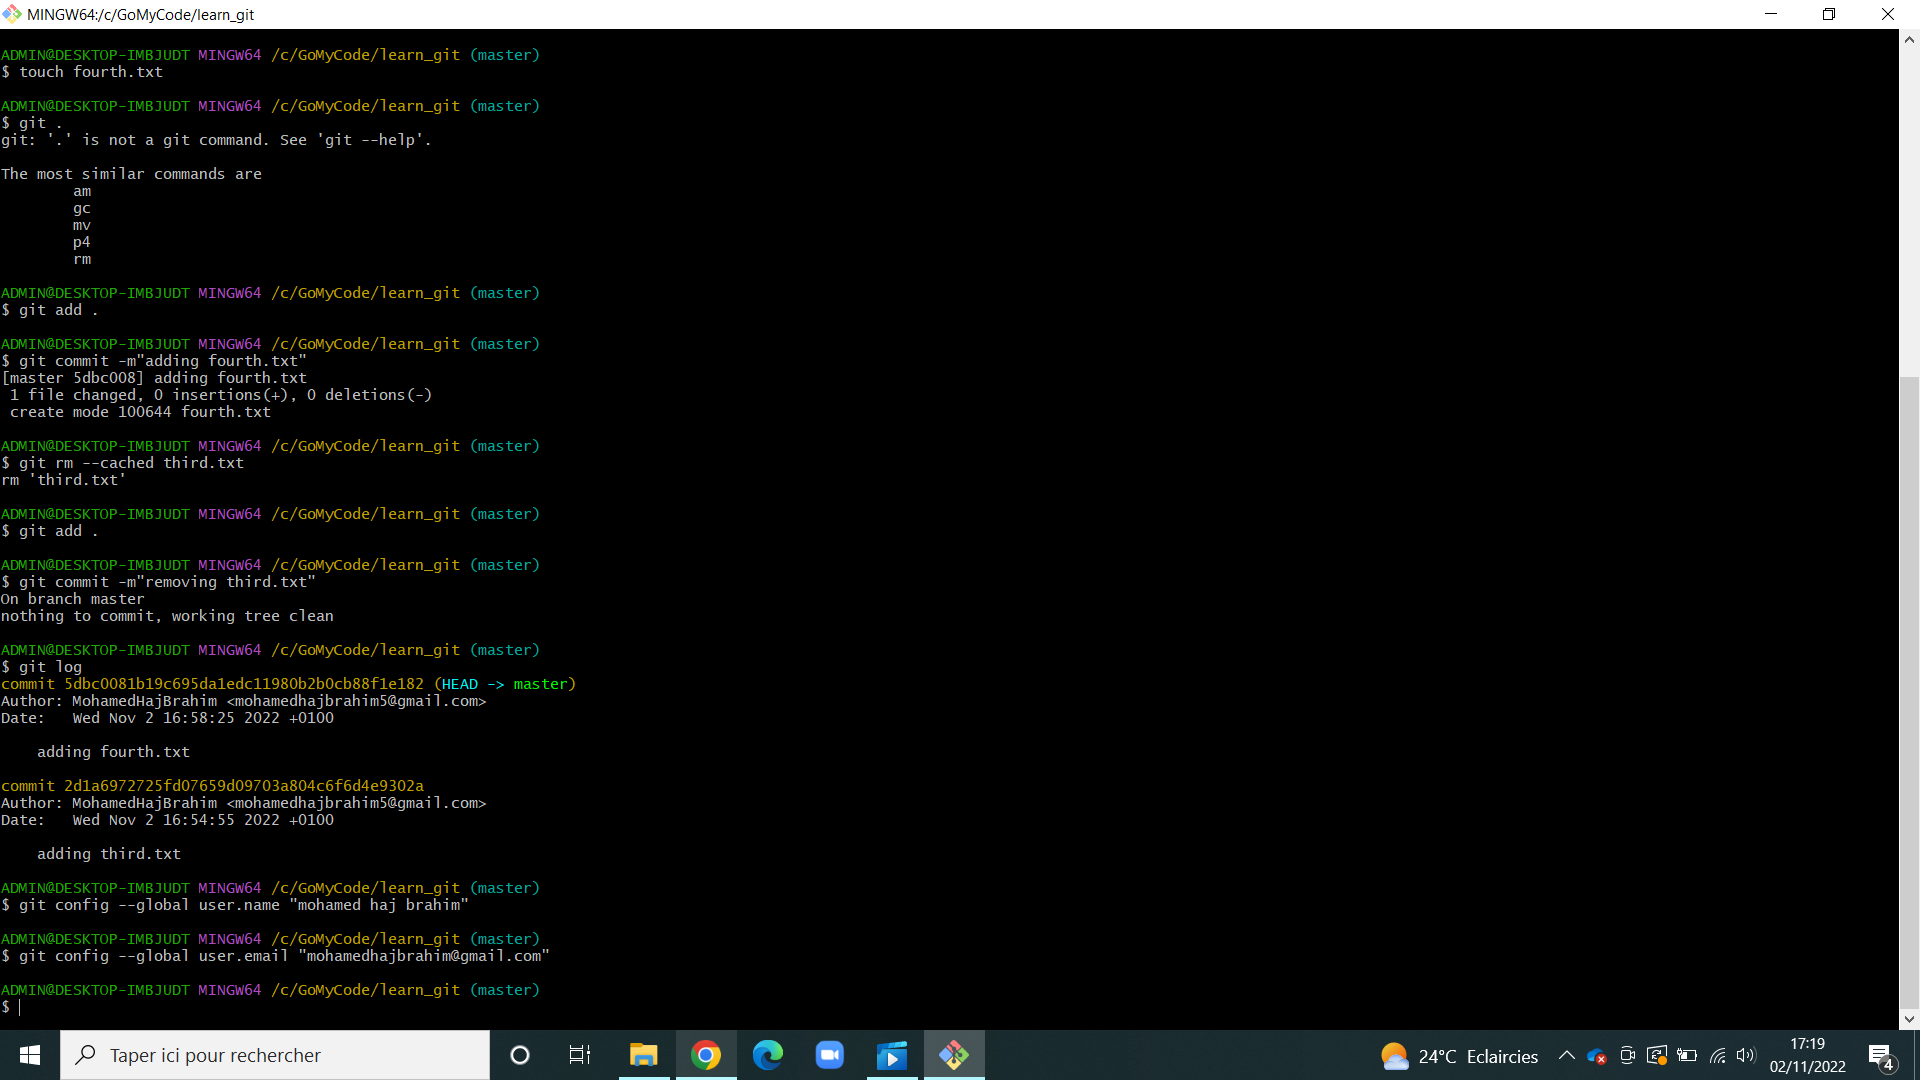 MINGW64:/c/GoMyCode/learn_git
ADMIN@DESKTOP-IMBJUDT MINGW64 /c/GoMyCode/learn_git (master)
$ touch fourth.txt
ADMIN@DESKTOP-IMBJUDT MINGW64 /c/GoMyCode/learn_git (master)
$ git .
git: '.' is not a git command. See 'git --help'.
The most similar commands are
am
gc
mv
p4
rm
ADMIN@DESKTOP-IMBJUDT MINGW64 /c/GoMyCode/learn_git (master)
$ git add .
ADMIN@DESKTOP-IMBJUDT MINGW64 /c/GoMyCode/learn_git (master)
$ git commit -m"adding fourth.txt"
[master 5dbc008] adding fourth.txt
1 file changed, 0 insertions(+), 0 deletions(-)
create mode 100644 fourth.txt
ADMIN@DESKTOP-IMBJUDT MINGW64 /c/GoMyCode/learn_git (master)
$ git rm --cached third.txt
rm 'third.txt'
ADMIN@DESKTOP-IMBJUDT MINGW64 /c/GoMyCode/learn_git (master)
$ git add .
ADMIN@DESKTOP-IMBJUDT MINGW64 /c/GoMyCode/learn_git (master)
$ git commit -m"removing third.txt"
On branch master
nothing to commit, working tree clean
ADMIN@DESKTOP-IMBJUDT MINGW64 /c/GoMyCode/learn_git (master)
$ git log
commit 5dbc0081b19c695da1edc11980b2b0cb88f1e182 (HEAD -> master)
Author: MohamedHajBrahim <mohamedhajbrahim5@gmail.com>
Date:   Wed Nov 2 16:58:25 2022 +0100
adding fourth.txt
commit 2d1a6972725fd07659d09703a804c6f6d4e9302a
Author: MohamedHajBrahim <mohamedhajbrahim5@gmail.com>
Date:   Wed Nov 2 16:54:55 2022 +0100
adding third.txt
ADMIN@DESKTOP-IMBJUDT MINGW64 /c/GoMyCode/learn_git (master)
$ git config --global user.name "mohamed haj brahim"
ADMIN@DESKTOP-IMBJUDT MINGW64 /c/GoMyCode/learn_git (master)
$ git config --global user.email "mohamedhajbrahim@gmail.com"
ADMIN@DESKTOP-IMBJUDT MINGW64 /c/GoMyCode/learn_git (master)
$
Taper ici pour rechercher
24°C Eclaircies
17:19
02/11/2022
4